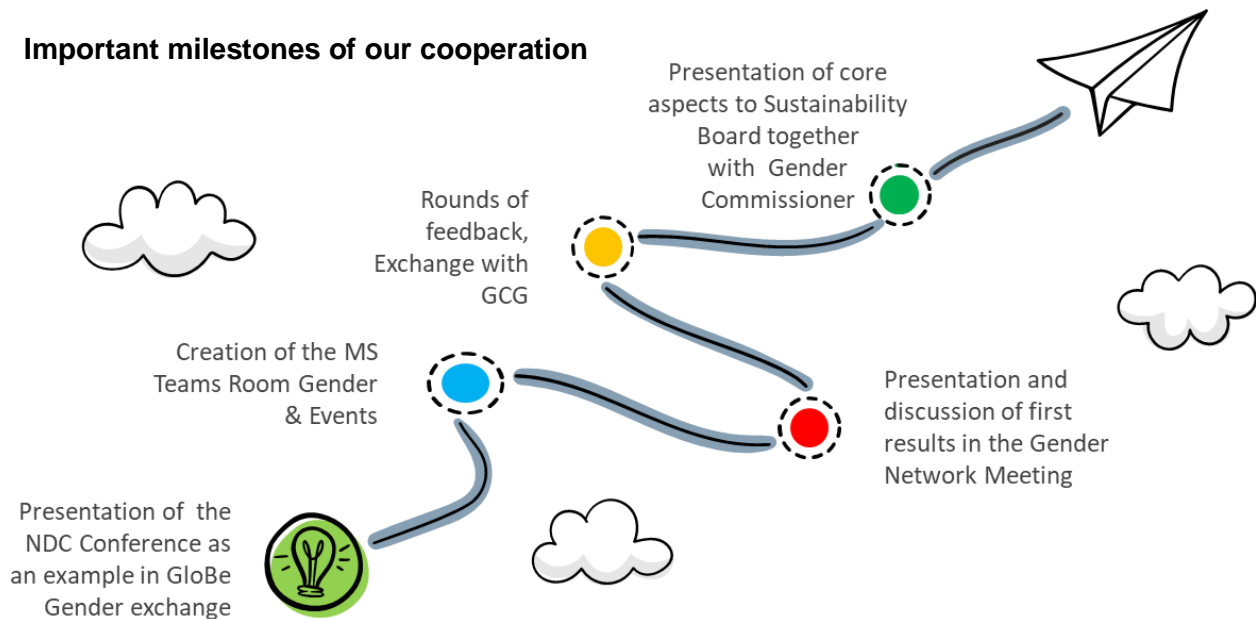 Important milestones of our cooperation
Presentation of core
aspects to Sustainability
Board together
with Gender
Commissioner
Rounds of
feedback,
Exchange with
GCG
Creation of the MS
Teams Room Gender
& Events
Presentation and
discussion of first
results in the Gender
Network Meeting
Presentation of the
NDC Conference as
an example in GloBe
Gender exchange